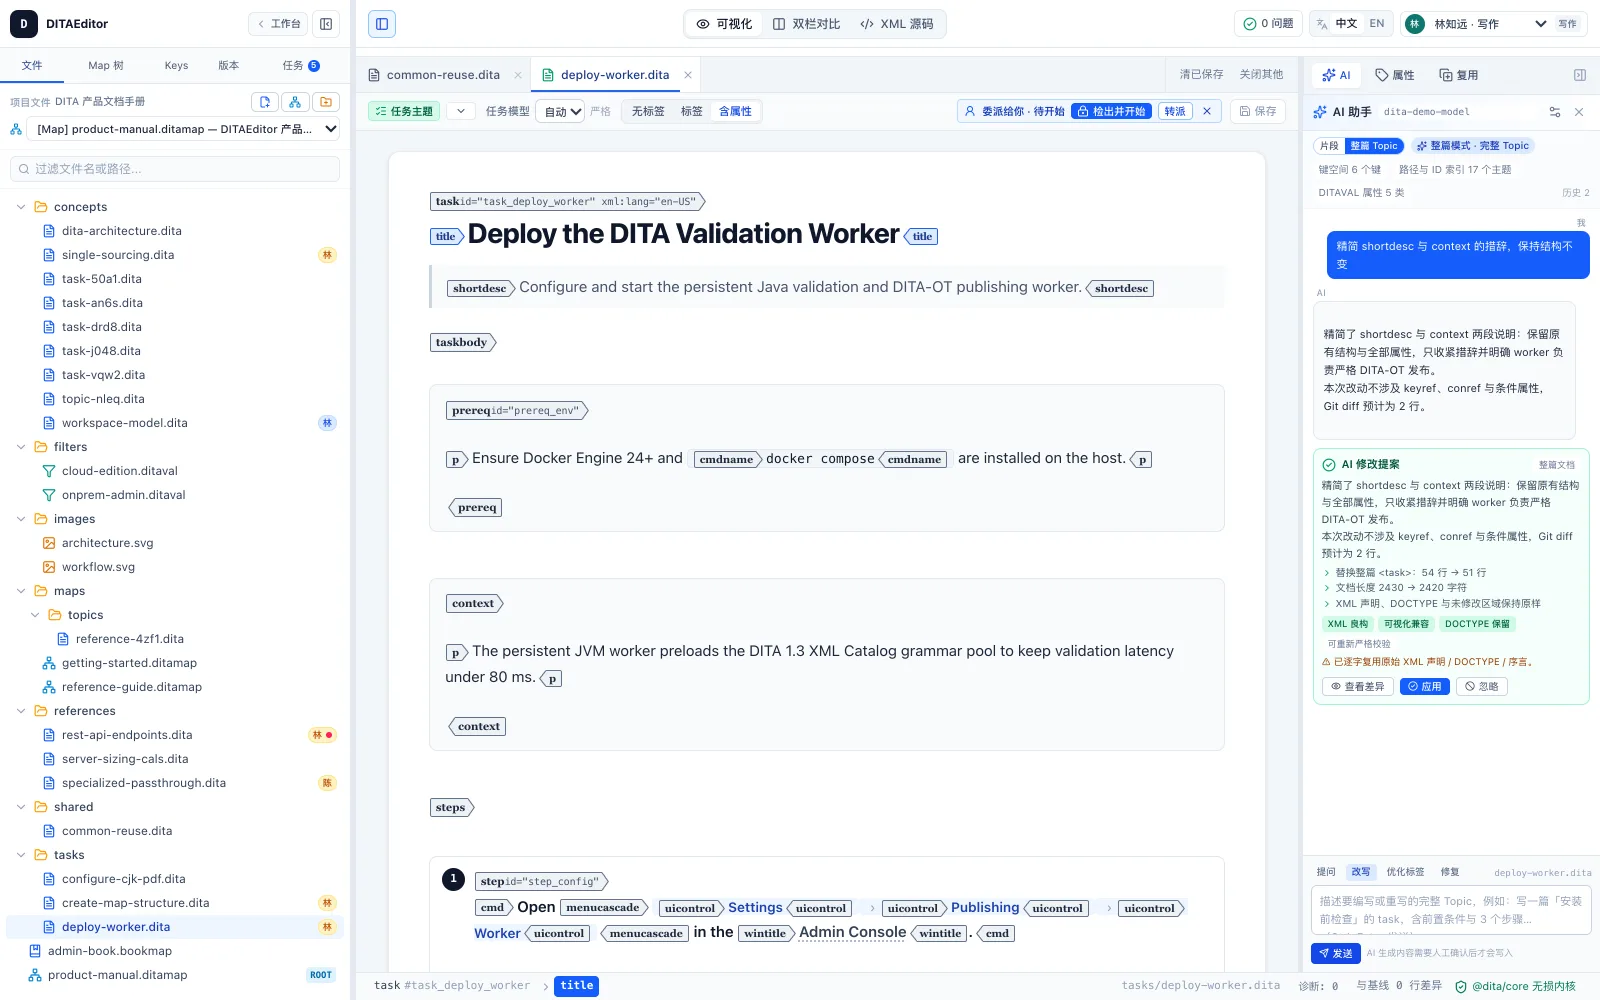 D DITAEditor 工作台
可视化 双栏对比 XML 源码
0 问题 中文 EN 林 林知远 · 写作 写作
文件 Map 树 Keys 版本 任务 5
项目文件 DITA 产品文档手册
[Map] product-manual.ditamap — DITAEditor 产品...
过滤文件名或路径...
concepts
dita-architecture.dita
single-sourcing.dita 林
task-50a1.dita
task-an6s.dita
task-drd8.dita
task-j048.dita
task-vqw2.dita
topic-nleq.dita
workspace-model.dita 林
filters
cloud-edition.ditaval
onprem-admin.ditaval
images
architecture.svg
workflow.svg
maps
topics
reference-4zf1.dita
getting-started.ditamap
reference-guide.ditamap
references
rest-api-endpoints.dita 林
server-sizing-cals.dita
specialized-passthrough.dita 陈
shared
common-reuse.dita
tasks
configure-cjk-pdf.dita
create-map-structure.dita 林
deploy-worker.dita 林
admin-book.bookmap
product-manual.ditamap ROOT
common-reuse.dita deploy-worker.dita 清已保存 关闭其他
任务主题 任务模型 自动 严格 无标签 标签 含属性 委派给你 · 待开始 检出并开始 转派 保存
task id="task_deploy_worker" xml:lang="en-US"
title Deploy the DITA Validation Worker title
shortdesc Configure and start the persistent Java validation and DITA-OT publishing worker. shortdesc
taskbody
prereq id="prereq_env"
p Ensure Docker Engine 24+ and cmdname docker compose cmdname are installed on the host. p
prereq
context
p The persistent JVM worker preloads the DITA 1.3 XML Catalog grammar pool to keep validation latency
under 80 ms. p
context
steps
1 step id="step_config"
cmd Open menucascade uicontrol Settings uicontrol › uicontrol Publishing uicontrol › uicontrol
Worker uicontrol menucascade in the wintitle Admin Console wintitle . cmd
task #task_deploy_worker › title
tasks/deploy-worker.dita 诊断: 0 与基线 0 行差异 @dita/core 无损内核
AI 属性 复用
AI 助手 dita-demo-model
片段 整篇 Topic 整篇模式 · 完整 Topic
键空间 6 个键 路径与 ID 索引 17 个主题
DITAVAL 属性 5 类 历史 2
我
精简 shortdesc 与 context 的措辞，保持结构不
变
AI
精简了 shortdesc 与 context 两段说明：保留原
有结构与全部属性，只收紧措辞并明确 worker 负
责严格 DITA-OT 发布。
本次改动不涉及 keyref、conref 与条件属性，
Git diff 预计为 2 行。
AI 修改提案 整篇文档
精简了 shortdesc 与 context 两段说明：保留原有结构
与全部属性，只收紧措辞并明确 worker 负责严格
DITA-OT 发布。
本次改动不涉及 keyref、conref 与条件属性，Git diff
预计为 2 行。
› 替换整篇 <task>：54 行 → 51 行
› 文档长度 2430 → 2420 字符
› XML 声明、DOCTYPE 与未修改区域保持原样
XML 良构 可视化兼容 DOCTYPE 保留
可重新严格校验
已逐字复用原始 XML 声明 / DOCTYPE / 序言。
查看差异 应用 忽略
提问 改写 优化标签 修复 deploy-worker.dita
描述要编写或重写的完整 Topic，例如：写一篇「安装
前检查」的 task，含前置条件与 3 个步骤...
发送 AI 生成内容需要人工确认后才会写入